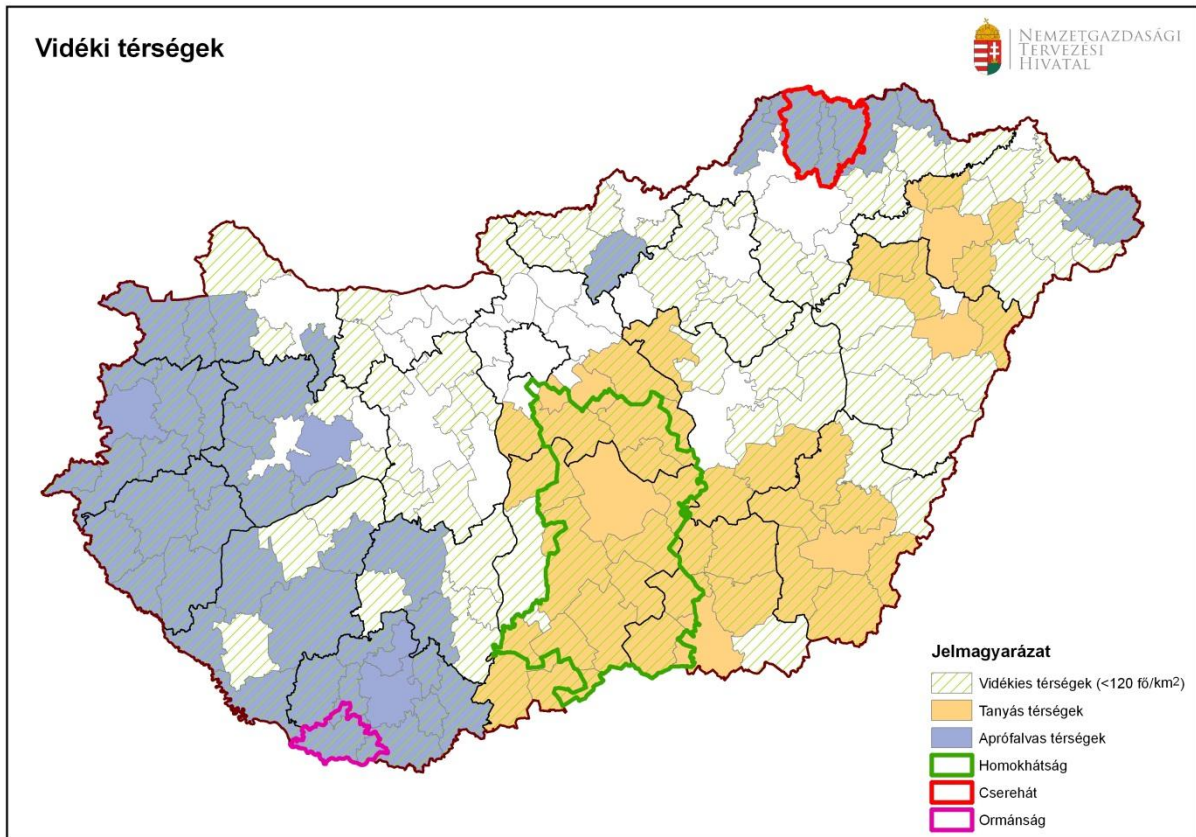 Vidéki térségek
NEMZETGAZDASÁGI
TERVEZÉSI
HIVATAL
Jelmagyarázat
Vidékies térségek (<120 fő/km2)
Tanyás térségek
Aprófalvas térségek
Homokhátság
Cserehát
Ormánság